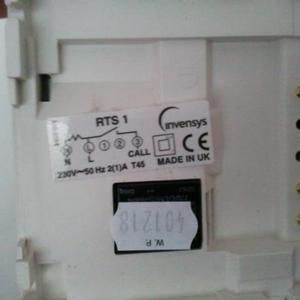 RTS 1
invensys
N L 1 2 3 CALL
230V~50 Hz 2(1)A T45
CE
MADE IN UK
W.P.
401218